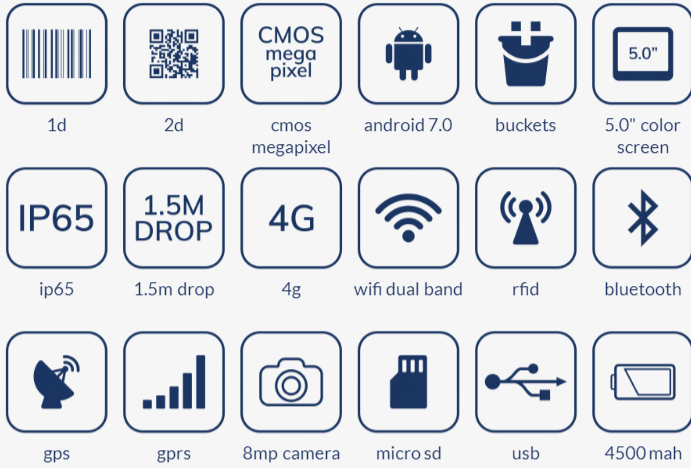 CMOS
mega
pixel
5.0"
1d
2d
cmos
megapixel
android 7.0
buckets
5.0" color
screen
IP65
1.5M
DROP
4G
ip65
1.5m drop
4g
wifi dual band
rfid
bluetooth
gps
gprs
8mp camera
micro sd
usb
4500 mah